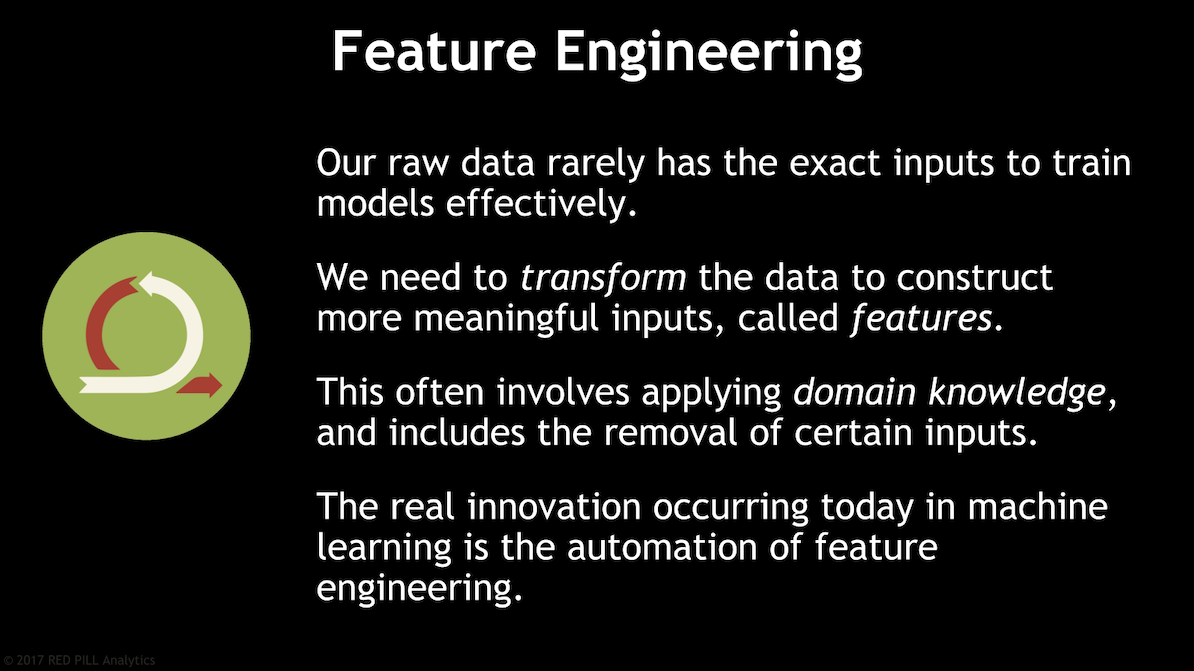 Feature Engineering
Our raw data rarely has the exact inputs to train
models effectively.
We need to transform the data to construct
more meaningful inputs, called features.
This often involves applying domain knowledge,
and includes the removal of certain inputs.
The real innovation occurring today in machine
learning is the automation of feature
engineering.
© 2017 RED PILL Analytics